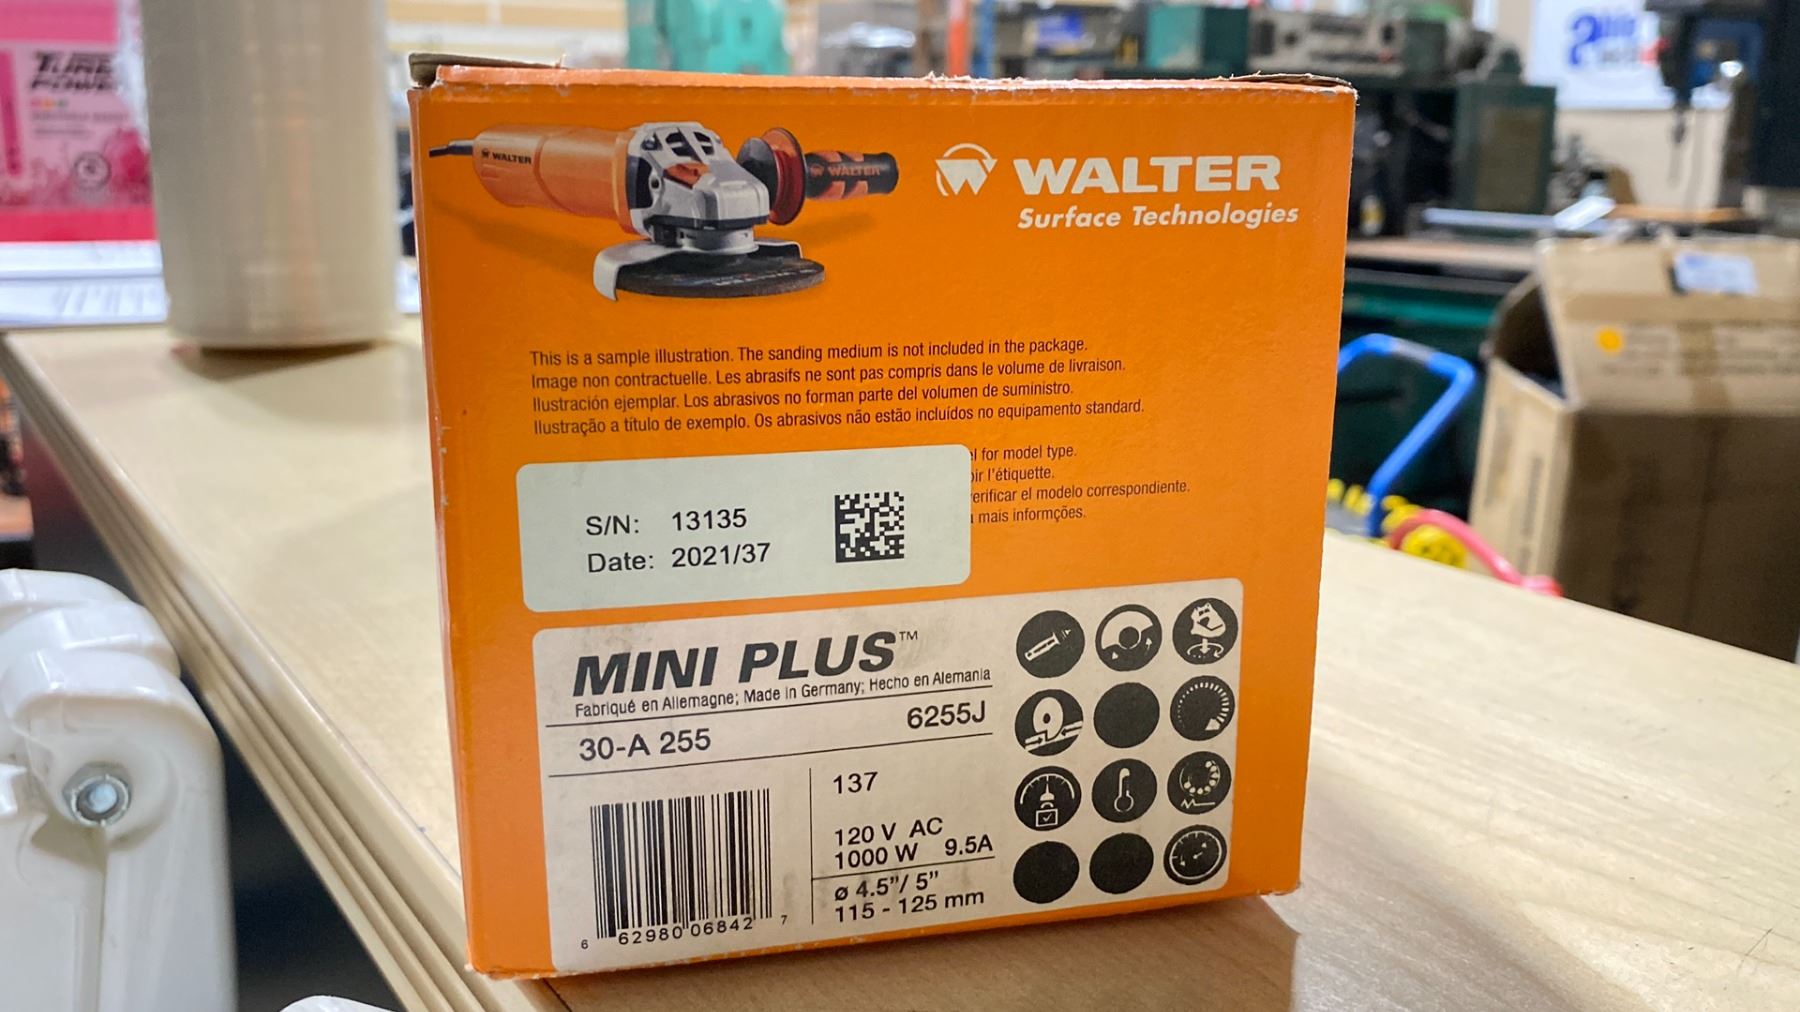 WALTER
WALTER
WALTER
Surface Technologies
This is a sample illustration. The sanding medium is not included in the package.
Image non contractuelle. Les abrasifs ne sont pas compris dans le volume de livraison.
Ilustración ejemplar. Los abrasivos no forman parte del volumen de suministro.
Ilustração a título de exemplo. Os abrasivos não estão incluídos no equipamento standard.
for model type.
l'étiquette.
el modelo correspondiente.
mais informções.
S/N: 13135
Date: 2021/37
MINI PLUS™
Fabriqué en Allemagne; Made in Germany; Hecho en Alemania
30-A 255 6255J
137
120 V AC
1000 W 9.5A
ø 4.5”/ 5”
115 - 125 mm
6 62980 06842 7